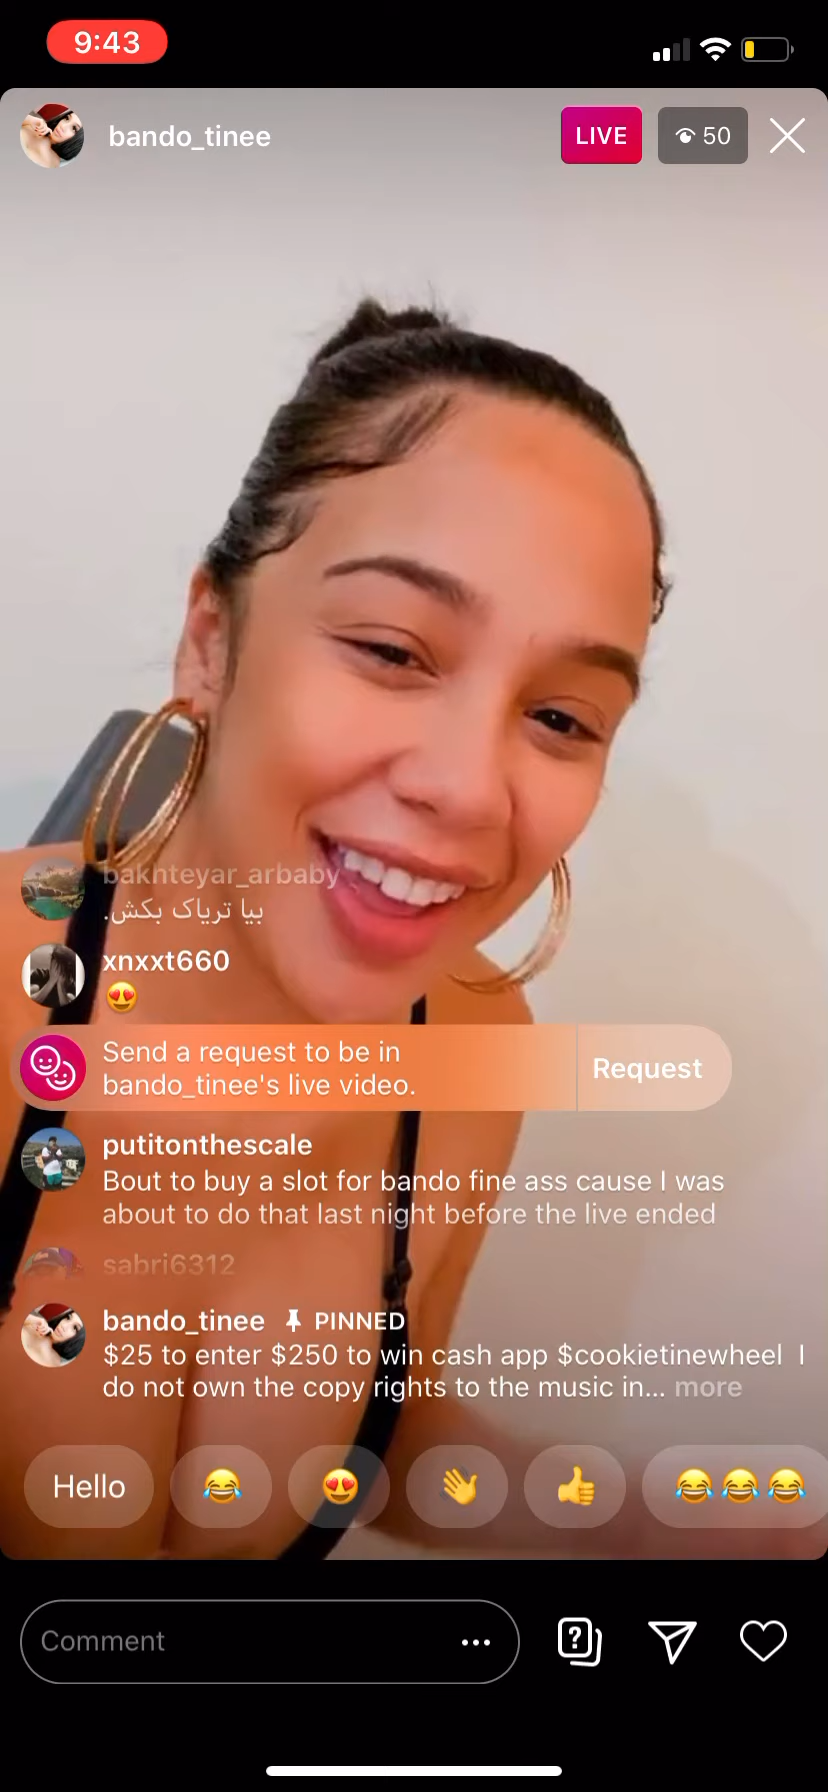 9:43
bando_tinee
LIVE
50
bakhteyar_arbaby
بیا تریاک بکش.
xnxxt660
Send a request to be in
bando_tinee's live video.
Request
putitonthescale
Bout to buy a slot for bando fine ass cause I was
about to do that last night before the live ended
sabri6312
bando_tinee PINNED
$25 to enter $250 to win cash app $cookietinewheel I
do not own the copy rights to the music in... more
Hello
Comment